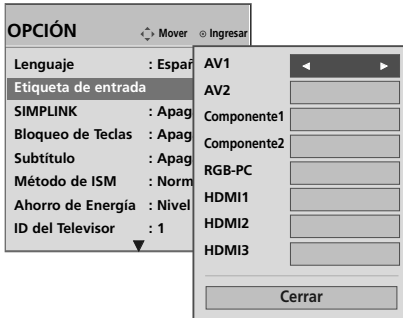 OPCIÓN
Mover
Ingresar
Lenguaje : Españ
Etiqueta de entrada
SIMPLINK : Apag
Bloqueo de Teclas : Apag
Subtítulo : Apag
Método de ISM : Norm
Ahorro de Energía : Nivel
ID del Televisor : 1
AV1
AV2
Componente1
Componente2
RGB-PC
HDMI1
HDMI2
HDMI3
Cerrar